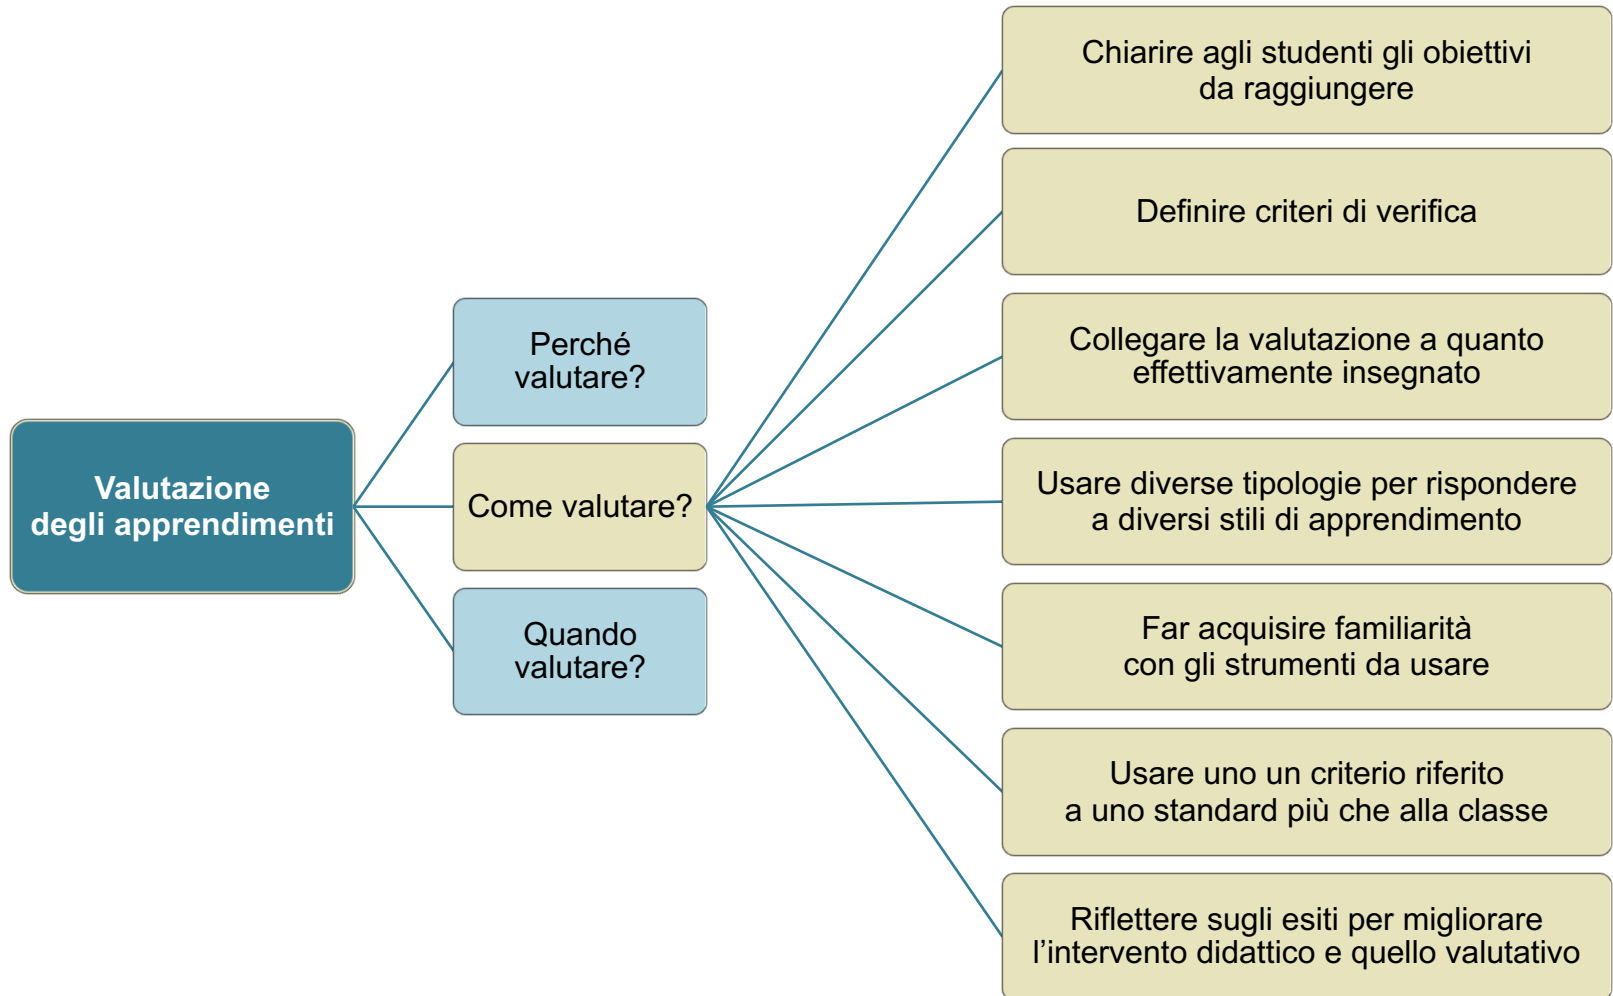 Valutazione
degli apprendimenti
Perché
valutare?
Come valutare?
Quando
valutare?
Chiarire agli studenti gli obiettivi
da raggiungere
Definire criteri di verifica
Collegare la valutazione a quanto
effettivamente insegnato
Usare diverse tipologie per rispondere
a diversi stili di apprendimento
Far acquisire familiarità
con gli strumenti da usare
Usare uno un criterio riferito
a uno standard più che alla classe
Riflettere sugli esiti per migliorare
l’intervento didattico e quello valutativo